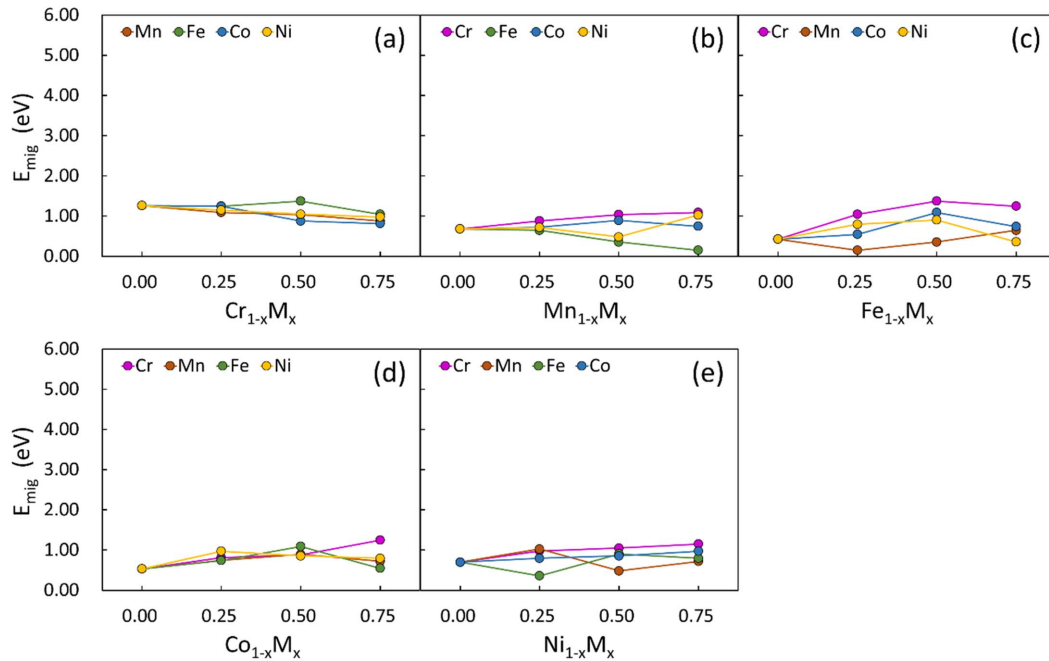 6.00
5.00
4.00
3.00
2.00
1.00
0.00
E_mig (eV)
Mn Fe Co Ni
(a)
Cr Fe Co Ni
(b)
Cr Mn Co Ni
(c)
0.00 0.25 0.50 0.75
0.00 0.25 0.50 0.75
0.00 0.25 0.50 0.75
Cr1-xMx
Mn1-xMx
Fe1-xMx
6.00
5.00
4.00
3.00
2.00
1.00
0.00
E_mig (eV)
Cr Mn Fe Ni
(d)
Cr Mn Fe Co
(e)
0.00 0.25 0.50 0.75
0.00 0.25 0.50 0.75
Co1-xMx
Ni1-xMx